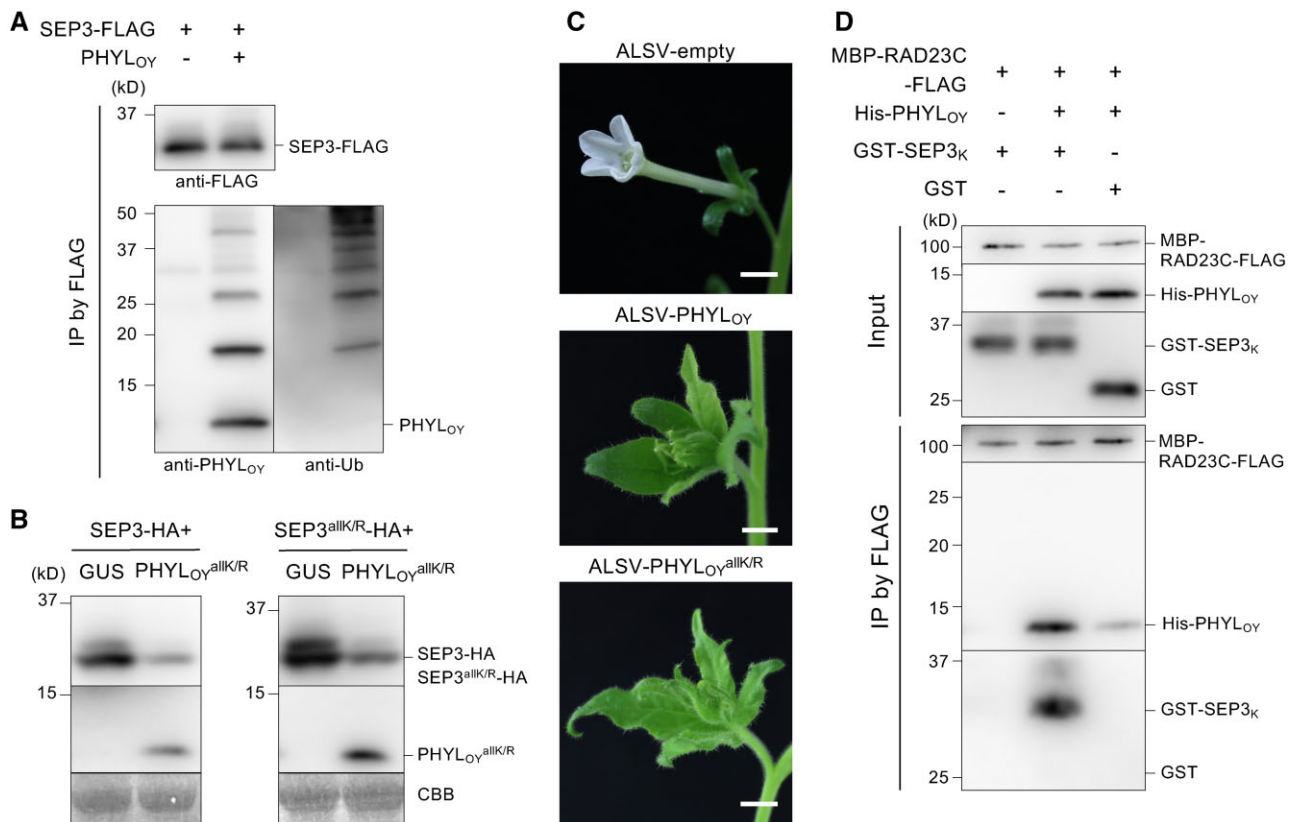 A
SEP3-FLAG + +
PHYLOY - +
(kD)
37
SEP3-FLAG
anti-FLAG
IP by FLAG
50
37
25
20
15
PHYLOY
anti-PHYLOY anti-Ub
B
SEP3-HA+ SEP3allK/R-HA+
(kD) GUS PHYLOYallK/R GUS PHYLOYallK/R
37 37
SEP3-HA
SEP3allK/R-HA
15 15
PHYLOYallK/R
CBB
C
ALSV-empty
ALSV-PHYLOY
ALSV-PHYLOYallK/R
D
MBP-RAD23C
-FLAG + + +
His-PHYLOY - + +
GST-SEP3K + + -
GST - - +
(kD)
Input
100 MBP-
RAD23C-FLAG
15
His-PHYLOY
37
GST-SEP3K
GST
25
IP by FLAG
100 MBP-
RAD23C-FLAG
25
20
15
His-PHYLOY
37
GST-SEP3K
GST
25